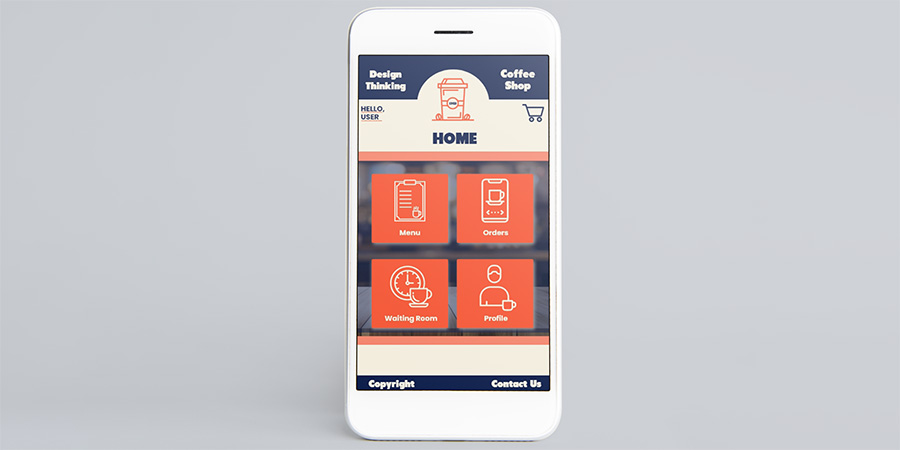 Design
Thinking
Coffee
Shop
HELLO,
USER
HOME
Menu
Orders
Waiting Room
Profile
Copyright
Contact Us